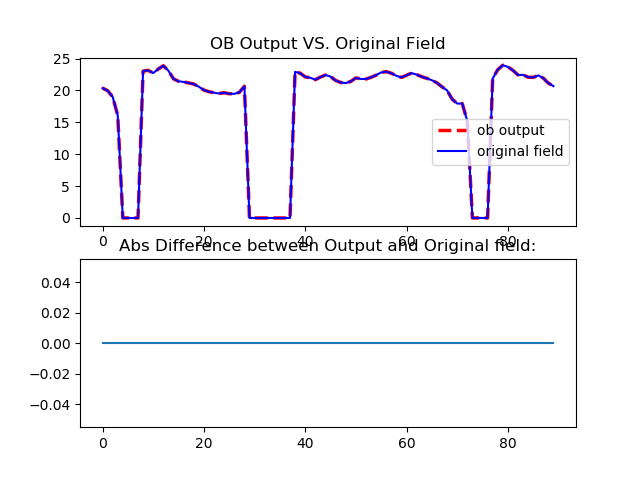 OB Output VS. Original Field
25
20
15
10
5
0
ob output
original field
0 20 40 60 80
Abs Difference between Output and Original field:
0.04
0.02
0.00
−0.02
−0.04
0 20 40 60 80